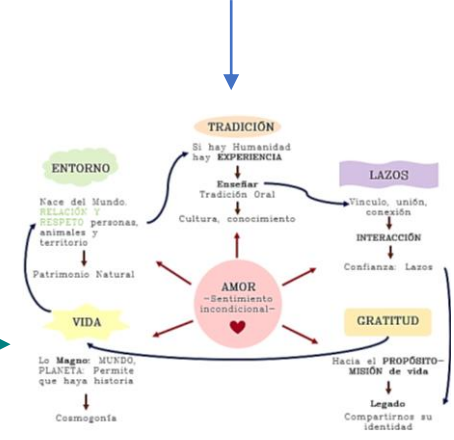 TRADICIÓN
Si hay Humanidad
hay EXPERIENCIA
Enseñar
Tradición Oral
Cultura, conocimiento
ENTORNO
Nace del Mundo.
RELACIÓN Y
RESPETO personas,
animales y
territorio
Patrimonio Natural
LAZOS
Vínculo, unión,
conexión
INTERACCIÓN
Confianza: Lazos
AMOR
-Sentimiento
incondicional-
VIDA
Lo Magno: MUNDO,
PLANETA: Permite
que haya historia
Cosmogonía
GRATITUD
Hacia el PROPÓSITO-
MISIÓN de vida
Legado
Compartirnos su
identidad